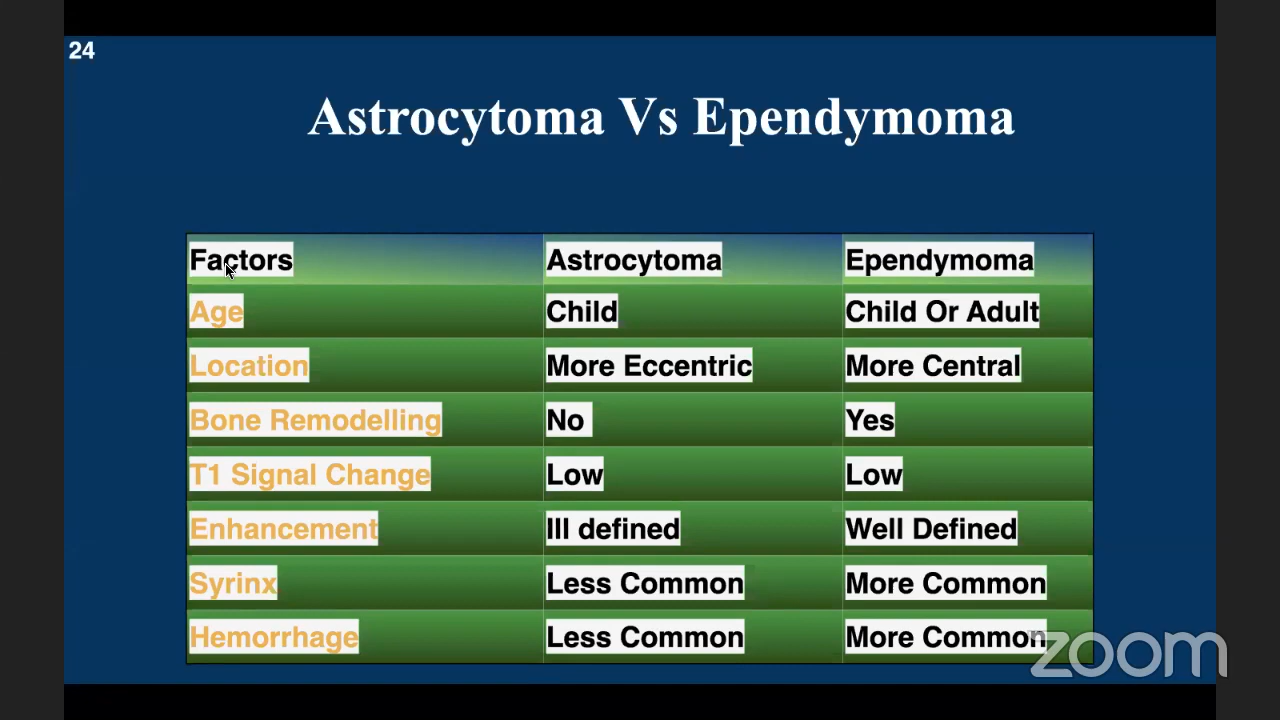 24
Astrocytoma Vs Ependymoma
Factors Astrocytoma Ependymoma
Age Child Child Or Adult
Location More Eccentric More Central
Bone Remodelling No Yes
T1 Signal Change Low Low
Enhancement Ill defined Well Defined
Syrinx Less Common More Common
Hemorrhage Less Common More Common
zoom